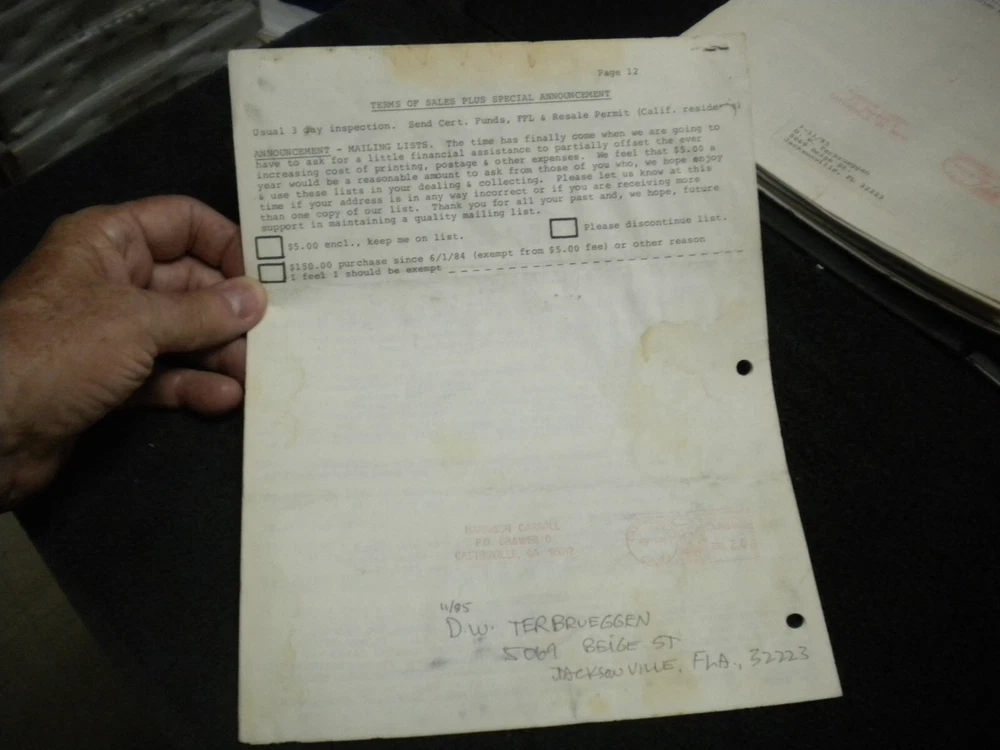 Page 12
TERMS OF SALES PLUS SPECIAL ANNOUNCEMENT
Usual 3 day inspection. Send Cert. Funds, FFL & Resale Permit (Calif. residents)
ANNOUNCEMENT - MAILING LISTS. The time has finally come when we are going to
have to ask for a little financial assistance to partially offset the ever
increasing cost of printing, postage & other expenses. We feel that $5.00 a
year would be a reasonable amount to ask from those of you who, we hope enjoy
& use these lists in your dealing & collecting. Please let us know at this
time if your address is in any way incorrect or if you are receiving more
than one copy of our list. Thank you for all your past and, we hope, future
support in maintaining a quality mailing list.
$5.00 encl., keep me on list.
Please discontinue list.
$150.00 purchase since 6/1/84 (exempt from $5.00 fee) or other reason
I feel I should be exempt
CARROLL
P.O. DRAWER D
11/85
D.W. TERBRUEGGEN
5069 BEIGE ST
JACKSONVILLE, FLA., 32223